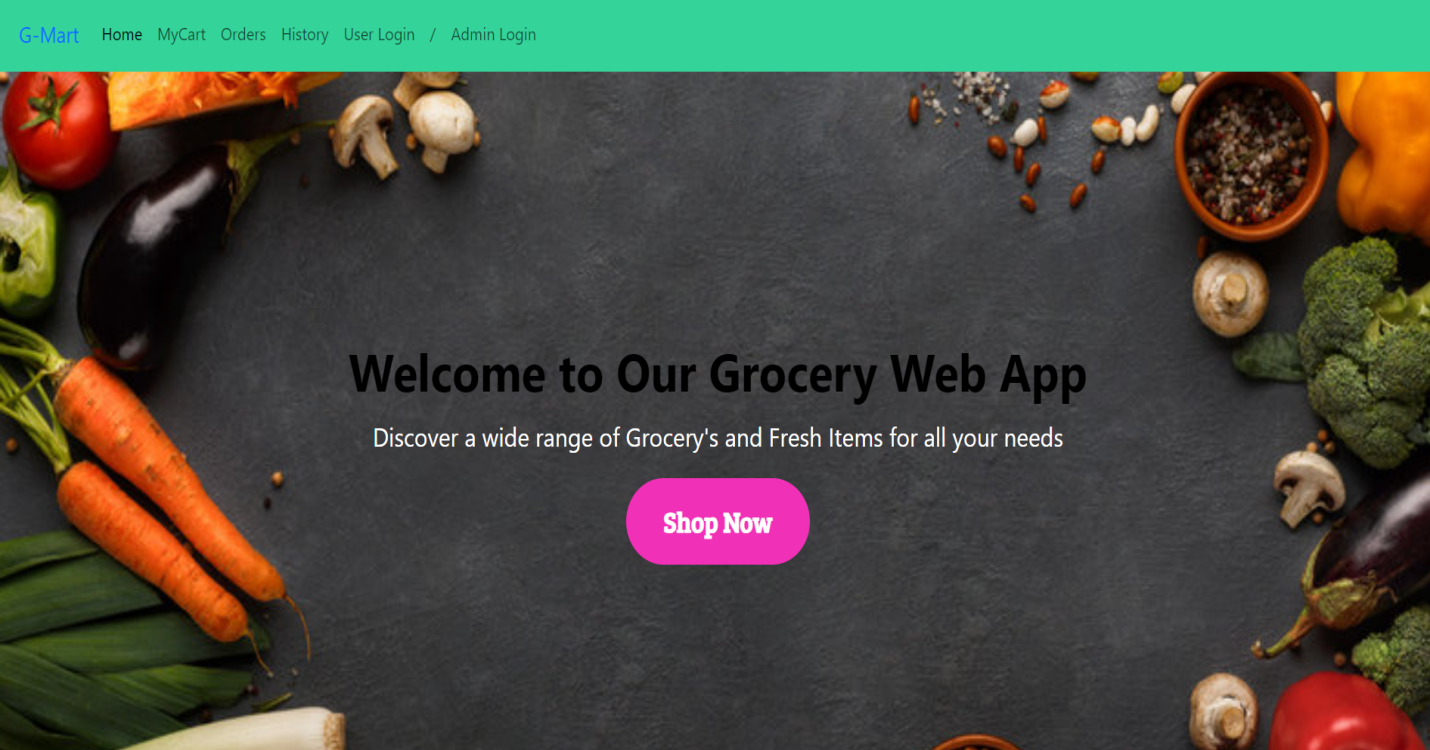 G-Mart Home MyCart Orders History User Login / Admin Login
Welcome to Our Grocery Web App
Discover a wide range of Grocery's and Fresh Items for all your needs
Shop Now